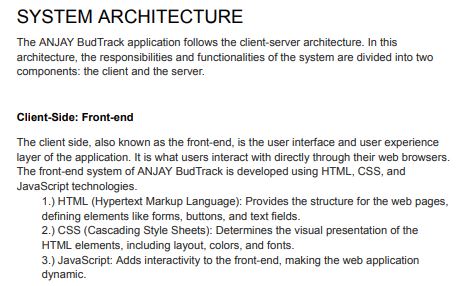 SYSTEM ARCHITECTURE
The ANJAY BudTrack application follows the client-server architecture. In this
architecture, the responsibilities and functionalities of the system are divided into two
components: the client and the server.
Client-Side: Front-end
The client side, also known as the front-end, is the user interface and user experience
layer of the application. It is what users interact with directly through their web browsers.
The front-end system of ANJAY BudTrack is developed using HTML, CSS, and
JavaScript technologies.
1.) HTML (Hypertext Markup Language): Provides the structure for the web pages,
defining elements like forms, buttons, and text fields.
2.) CSS (Cascading Style Sheets): Determines the visual presentation of the
HTML elements, including layout, colors, and fonts.
3.) JavaScript: Adds interactivity to the front-end, making the web application
dynamic.